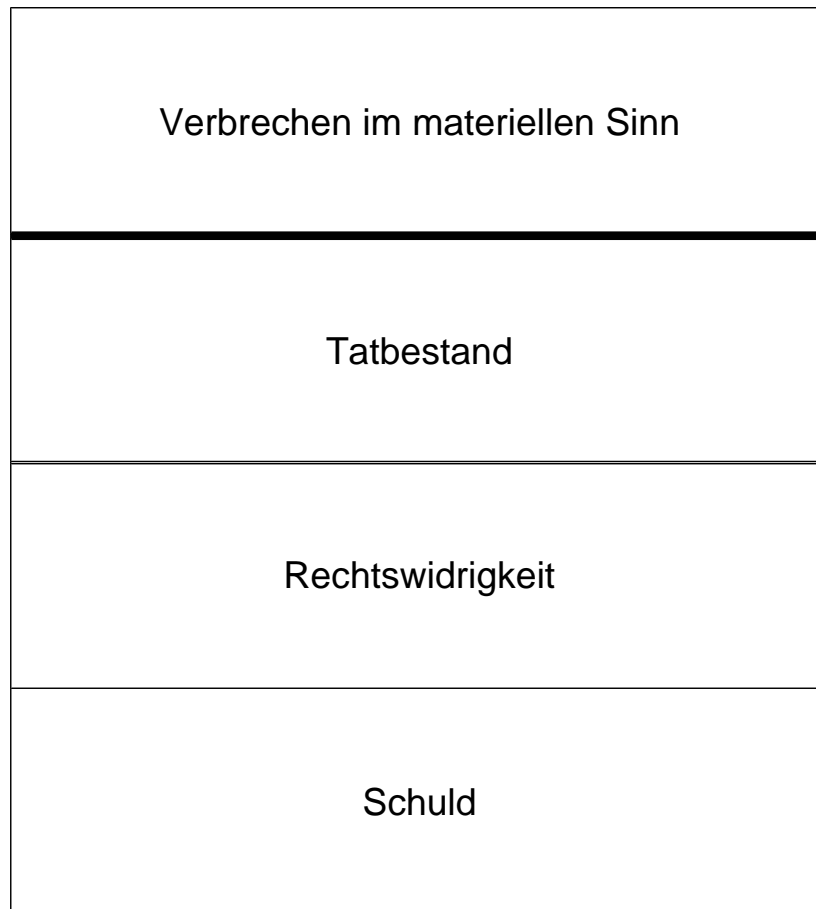 Verbrechen im materiellen Sinn
Tatbestand
Rechtswidrigkeit
Schuld